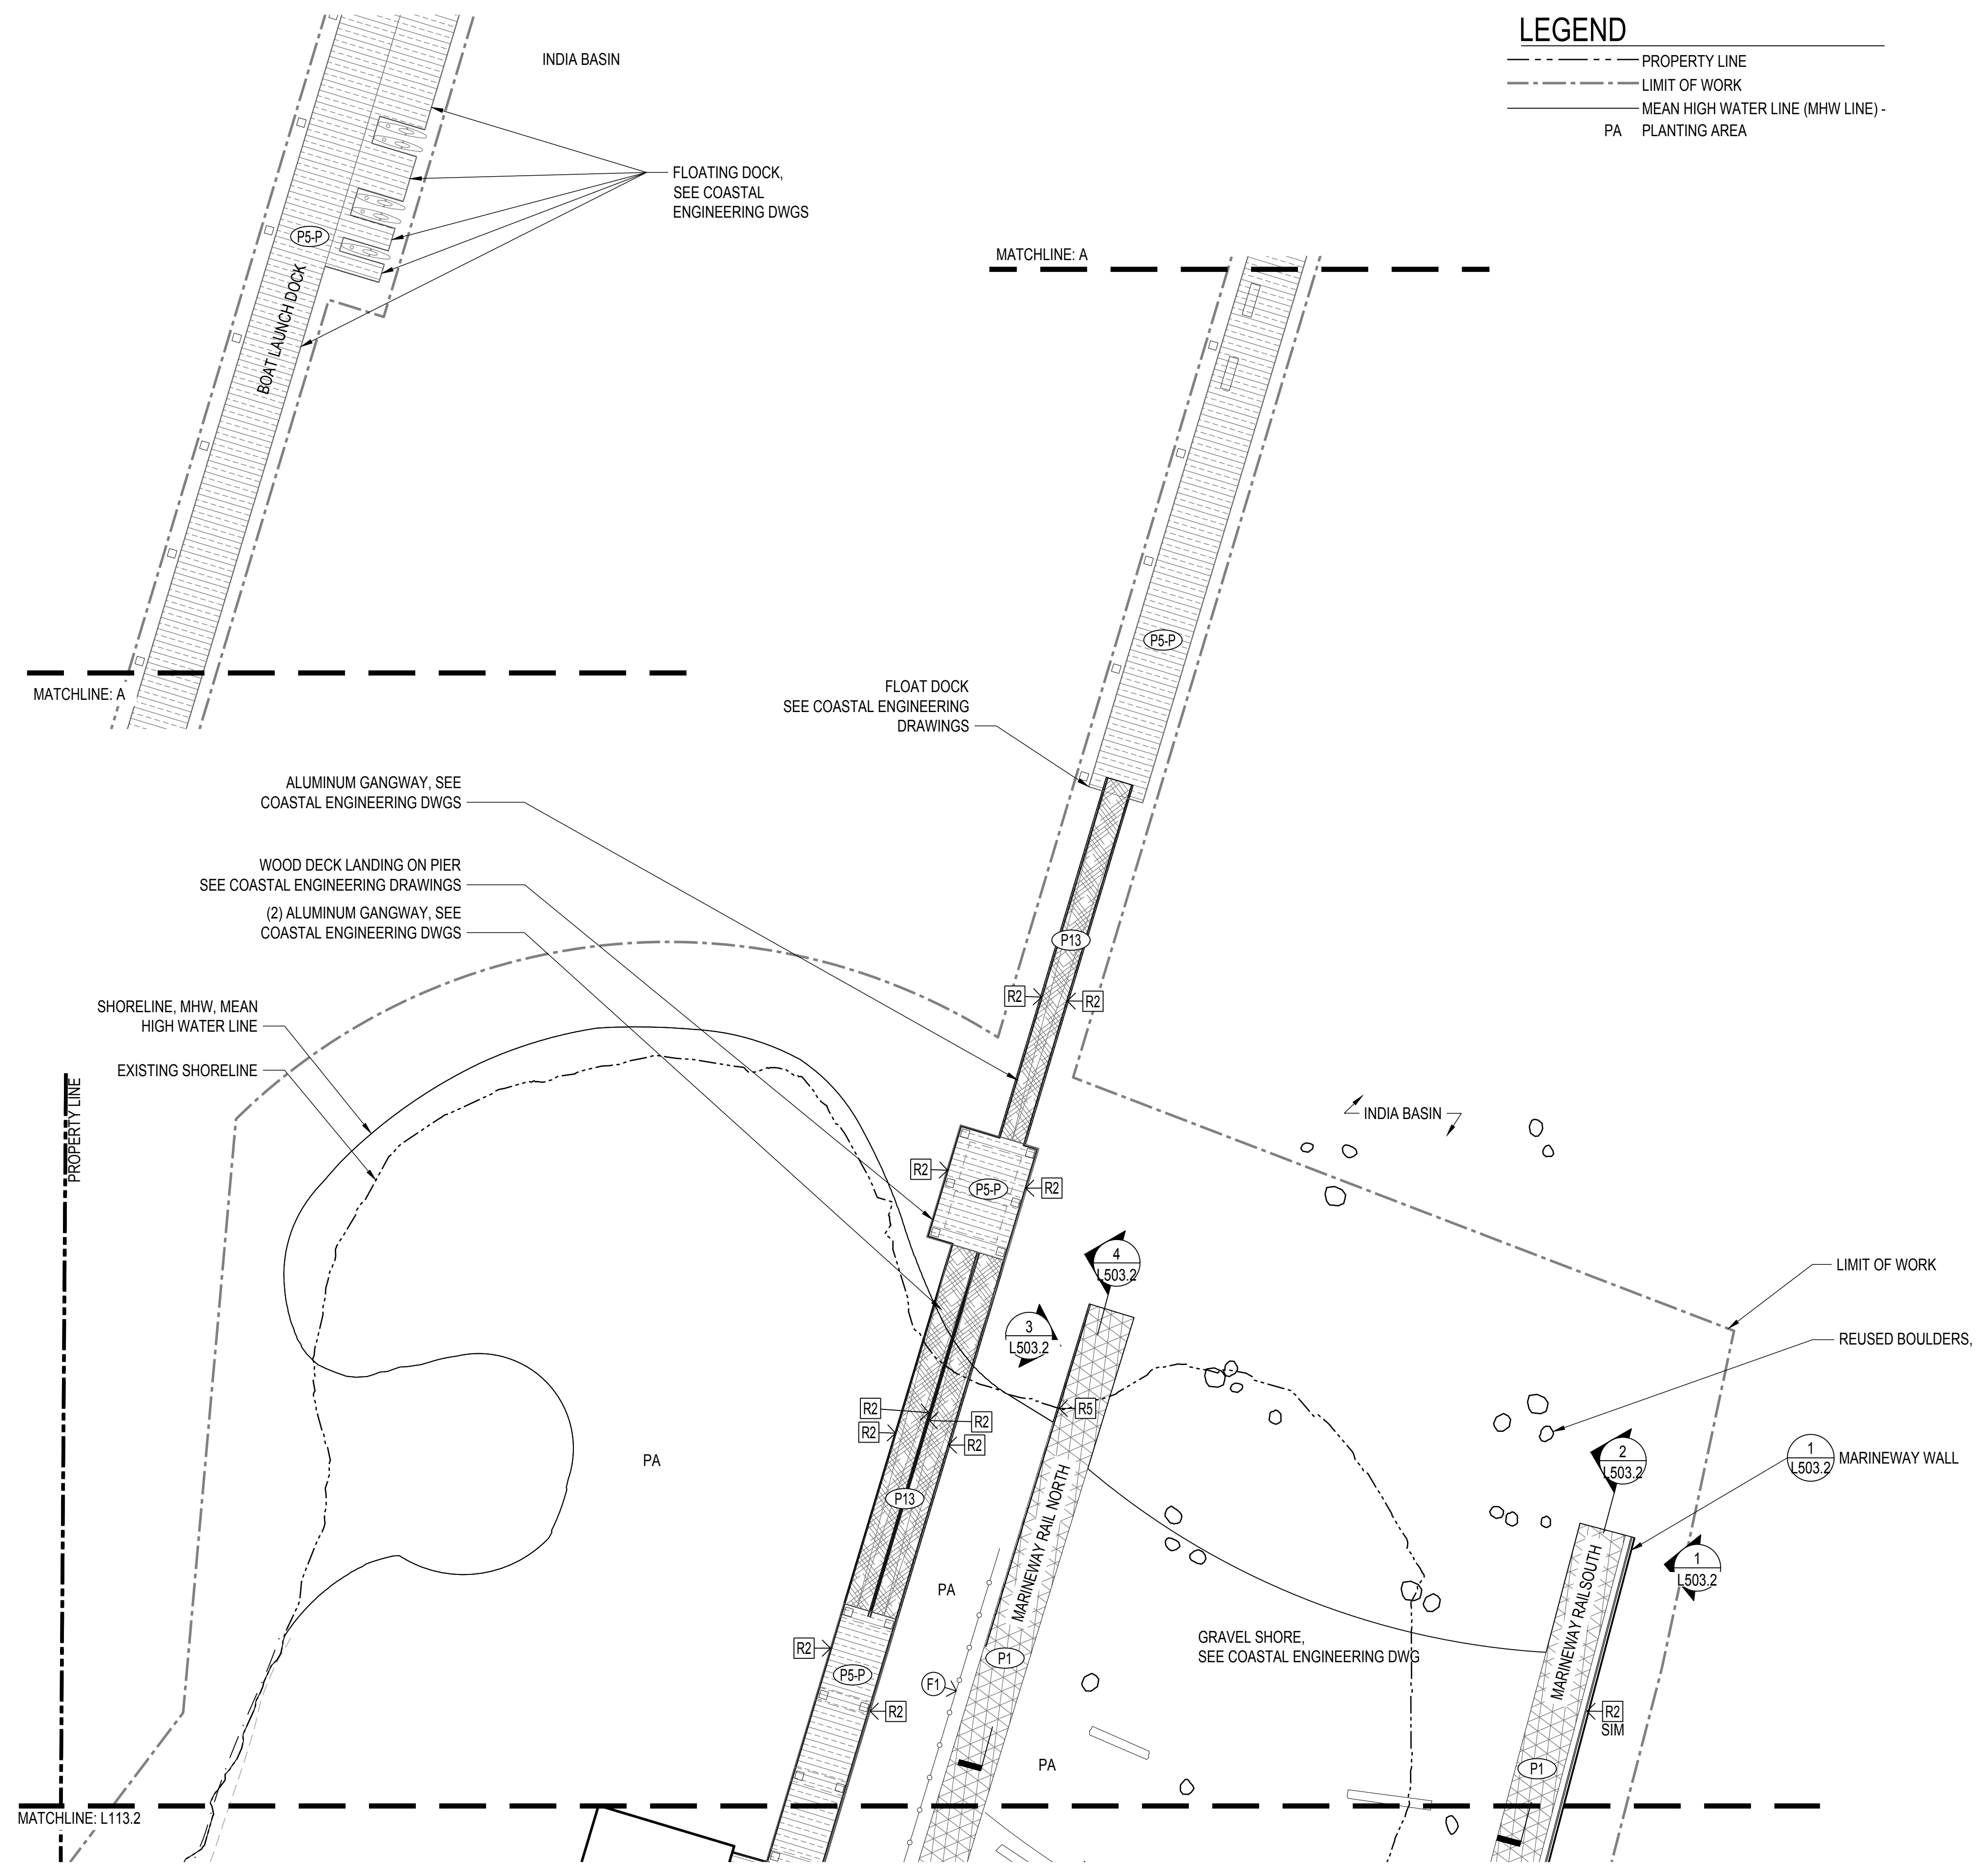 LEGEND
PROPERTY LINE
LIMIT OF WORK
MEAN HIGH WATER LINE (MHW LINE) -
PA PLANTING AREA
INDIA BASIN
FLOATING DOCK,
SEE COASTAL
ENGINEERING DWGS
P5-P
BOAT LAUNCH DOCK
MATCHLINE: A
MATCHLINE: A
P5-P
FLOAT DOCK
SEE COASTAL ENGINEERING
DRAWINGS
ALUMINUM GANGWAY, SEE
COASTAL ENGINEERING DWGS
WOOD DECK LANDING ON PIER
SEE COASTAL ENGINEERING DRAWINGS
(2) ALUMINUM GANGWAY, SEE
COASTAL ENGINEERING DWGS
P13
R2
R2
SHORELINE, MHW, MEAN
HIGH WATER LINE
EXISTING SHORELINE
PROPERTY LINE
INDIA BASIN
R2
P5-P
R2
4
L503.2
LIMIT OF WORK
3
L503.2
REUSED BOULDERS,
R2
R2
R2
R2
R5
PA
2
L503.2
1
L503.2
MARINEWAY WALL
P13
MARINEWAY RAIL NORTH
1
L503.2
PA
MARINEWAY RAILSOUTH
GRAVEL SHORE,
SEE COASTAL ENGINEERING DWG
R2
P5-P
P1
F1
R2
R2
SIM
PA
P1
MATCHLINE: L113.2